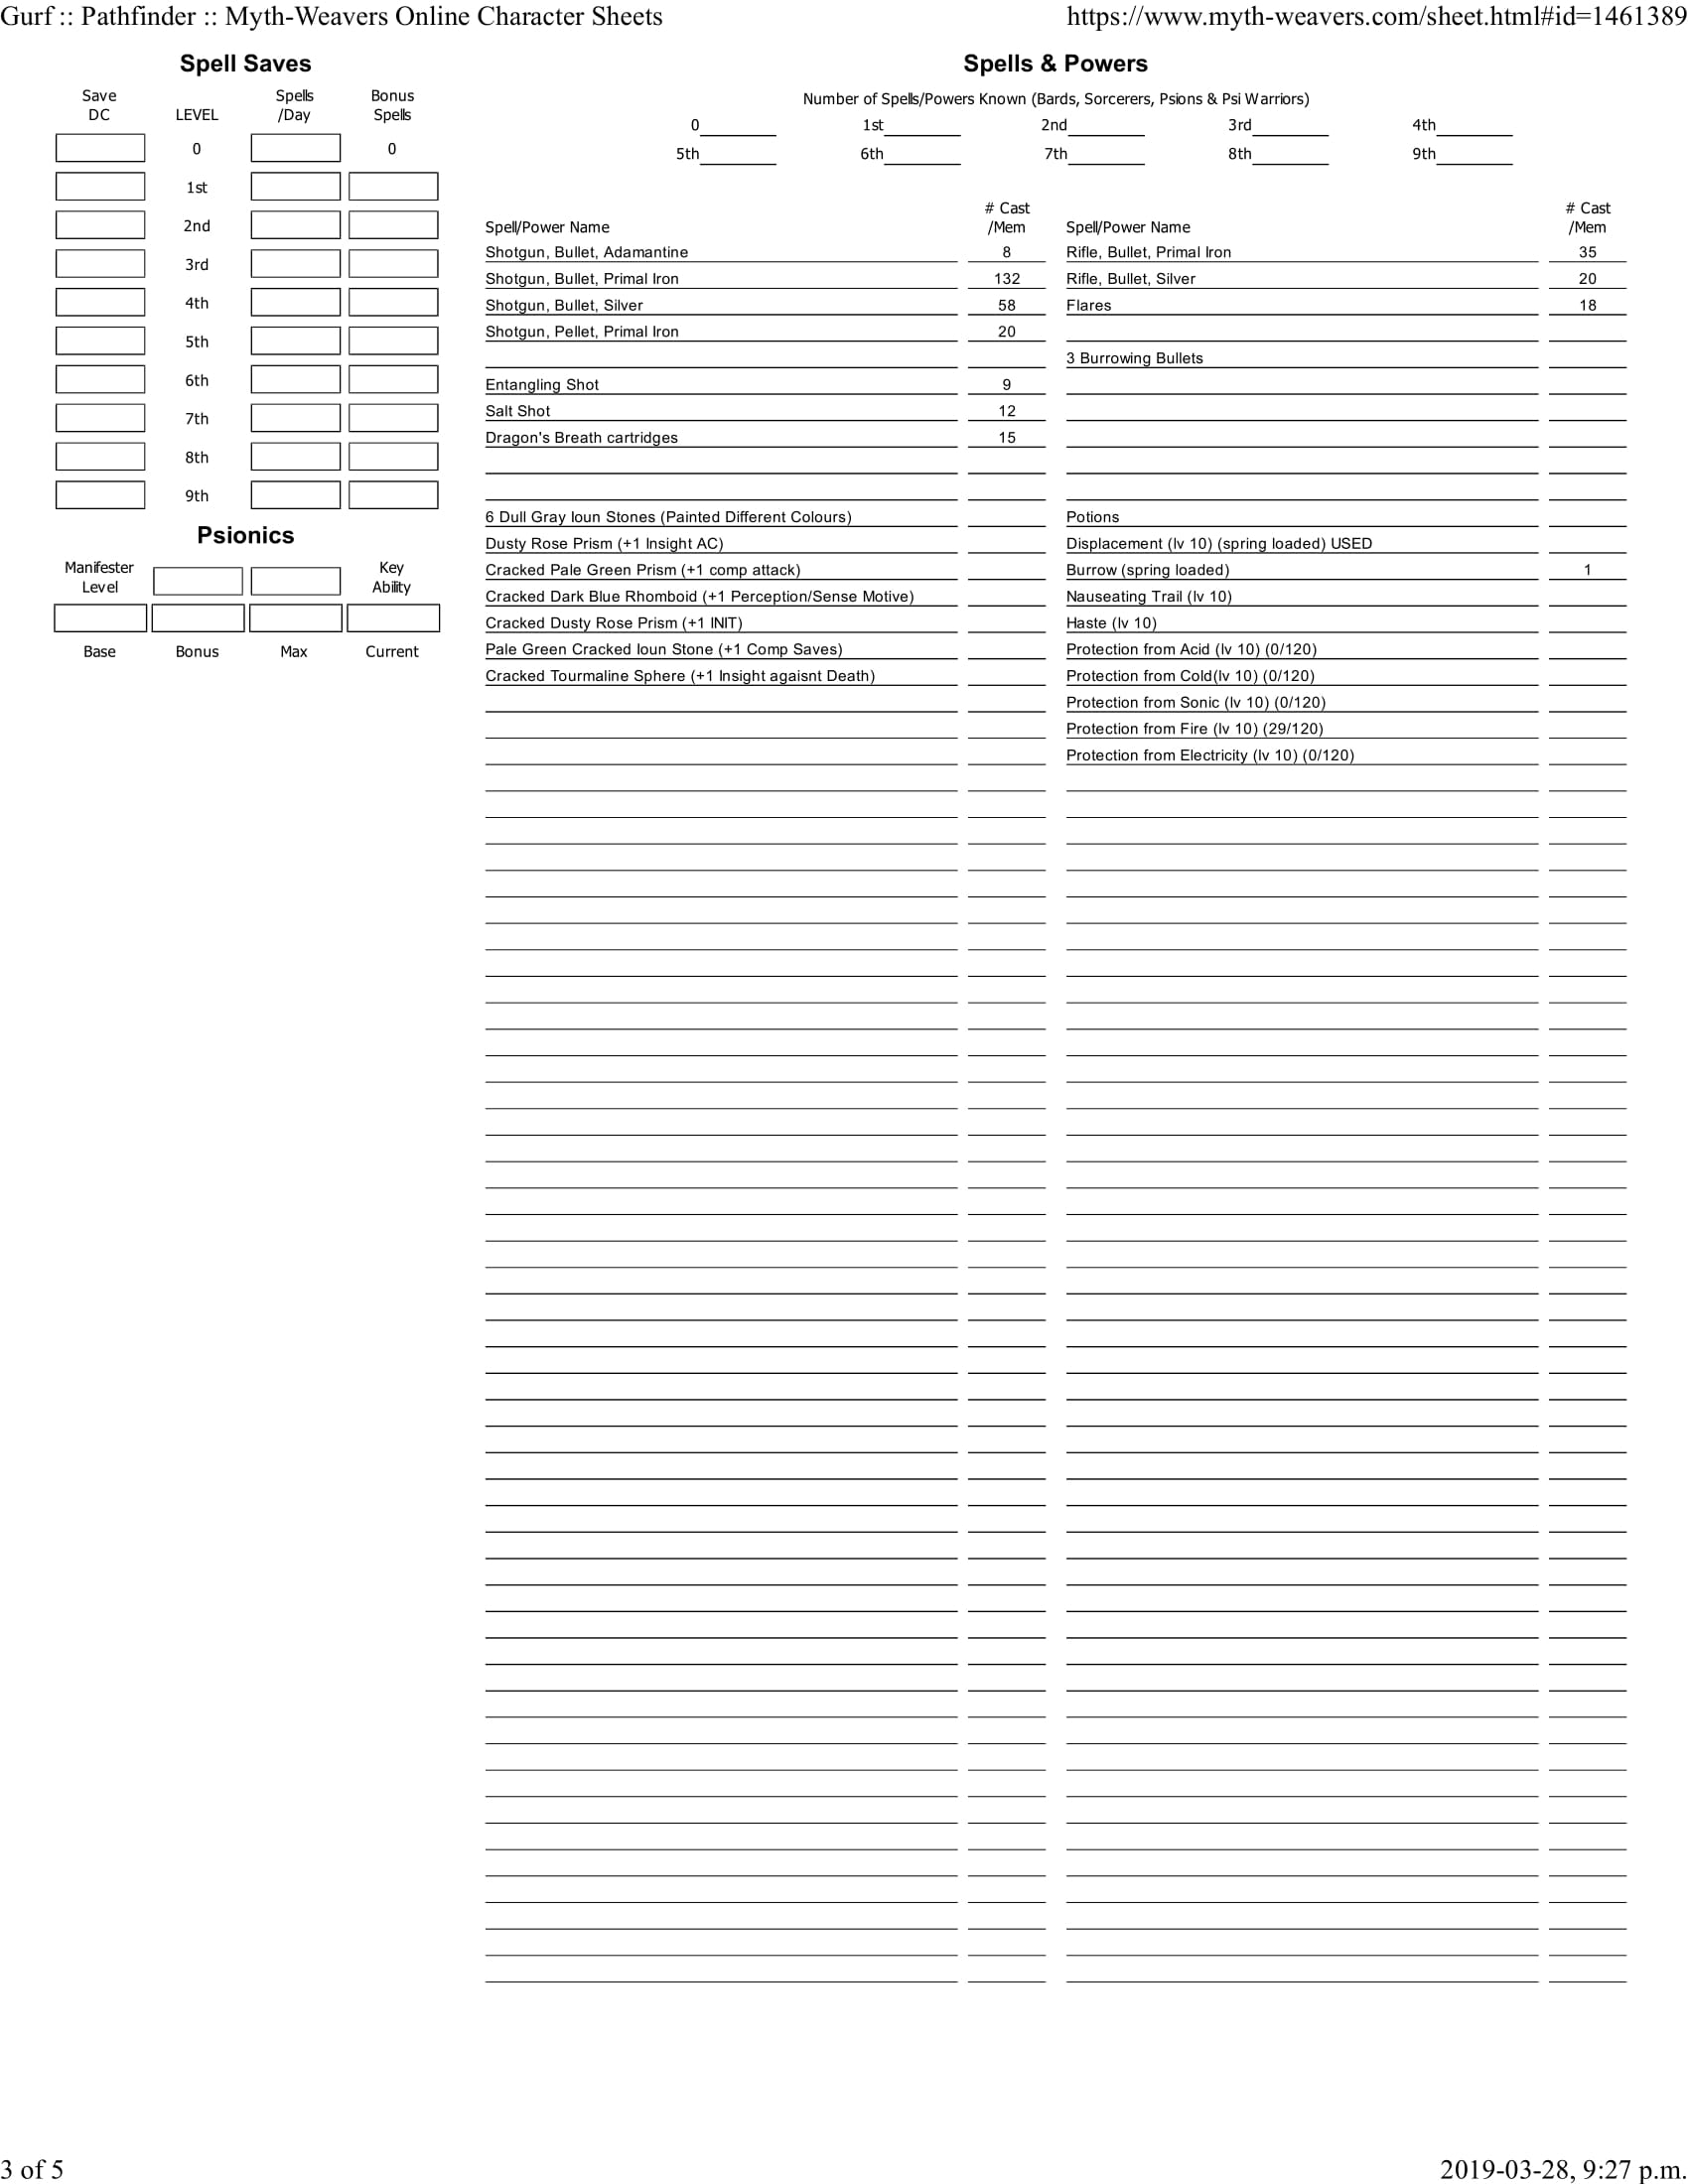 Gurf :: Pathfinder :: Myth-Weavers Online Character Sheets https://www.myth-weavers.com/sheet.html#id=1461389
Spell Saves
Save DC LEVEL Spells /Day Bonus Spells
0 0
1st
2nd
3rd
4th
5th
6th
7th
8th
9th
Psionics
Manifester Level Key Ability
Base Bonus Max Current
Spells & Powers
Number of Spells/Powers Known (Bards, Sorcerers, Psions & Psi Warriors)
0 1st 2nd 3rd 4th
5th 6th 7th 8th 9th
Spell/Power Name # Cast /Mem
Shotgun, Bullet, Adamantine 8
Shotgun, Bullet, Primal Iron 132
Shotgun, Bullet, Silver 58
Shotgun, Pellet, Primal Iron 20
Entangling Shot 9
Salt Shot 12
Dragon's Breath cartridges 15
6 Dull Gray Ioun Stones (Painted Different Colours)
Dusty Rose Prism (+1 Insight AC)
Cracked Pale Green Prism (+1 comp attack)
Cracked Dark Blue Rhomboid (+1 Perception/Sense Motive)
Cracked Dusty Rose Prism (+1 INIT)
Pale Green Cracked Ioun Stone (+1 Comp Saves)
Cracked Tourmaline Sphere (+1 Insight agaisnt Death)
Spell/Power Name # Cast /Mem
Rifle, Bullet, Primal Iron 35
Rifle, Bullet, Silver 20
Flares 18
3 Burrowing Bullets
Potions
Displacement (lv 10) (spring loaded) USED
Burrow (spring loaded) 1
Nauseating Trail (lv 10)
Haste (lv 10)
Protection from Acid (lv 10) (0/120)
Protection from Cold(lv 10) (0/120)
Protection from Sonic (lv 10) (0/120)
Protection from Fire (lv 10) (29/120)
Protection from Electricity (lv 10) (0/120)
3 of 5 2019-03-28, 9:27 p.m.